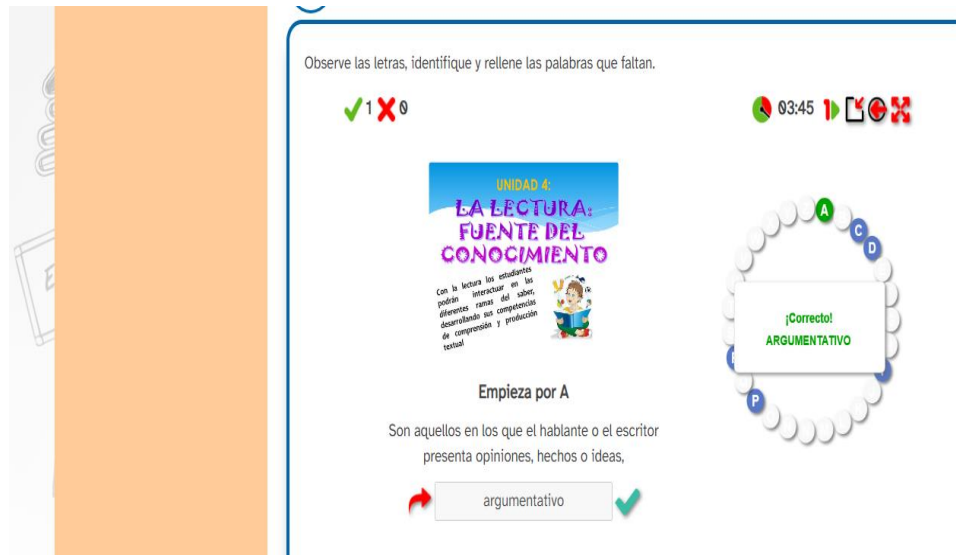 Observe las letras, identifique y rellene las palabras que faltan.
1 0
03:45 1
UNIDAD 4:
LA LECTURA:
FUENTE DEL
CONOCIMIENTO
Con la lectura los estudiantes
podrán interactuar en las
diferentes ramas del saber,
desarrollando sus competencias
de comprensión y producción
textual
A
C
D
¡Correcto!
ARGUMENTATIVO
P
Empieza por A
Son aquellos en los que el hablante o el escritor
presenta opiniones, hechos o ideas,
argumentativo